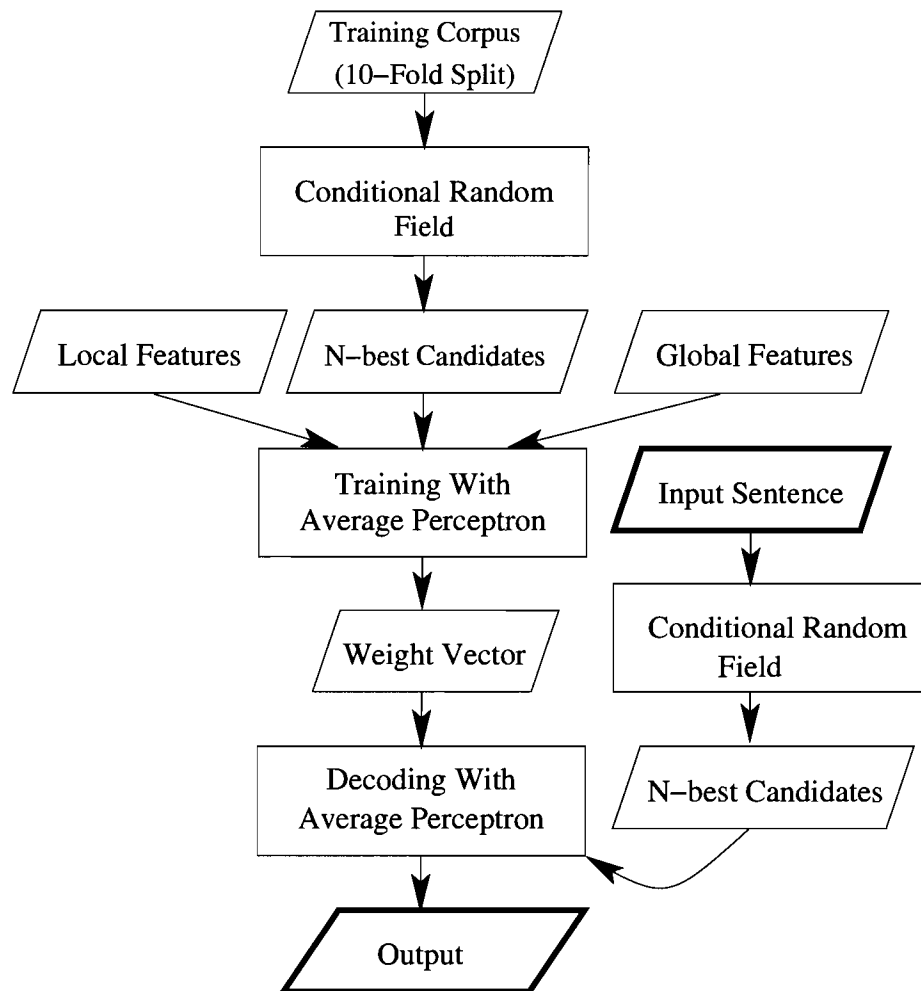 Training Corpus
(10−Fold Split)
Conditional Random
Field
Local Features
N−best Candidates
Global Features
Training With
Average Perceptron
Input Sentence
Weight Vector
Conditional Random
Field
Decoding With
Average Perceptron
N−best Candidates
Output